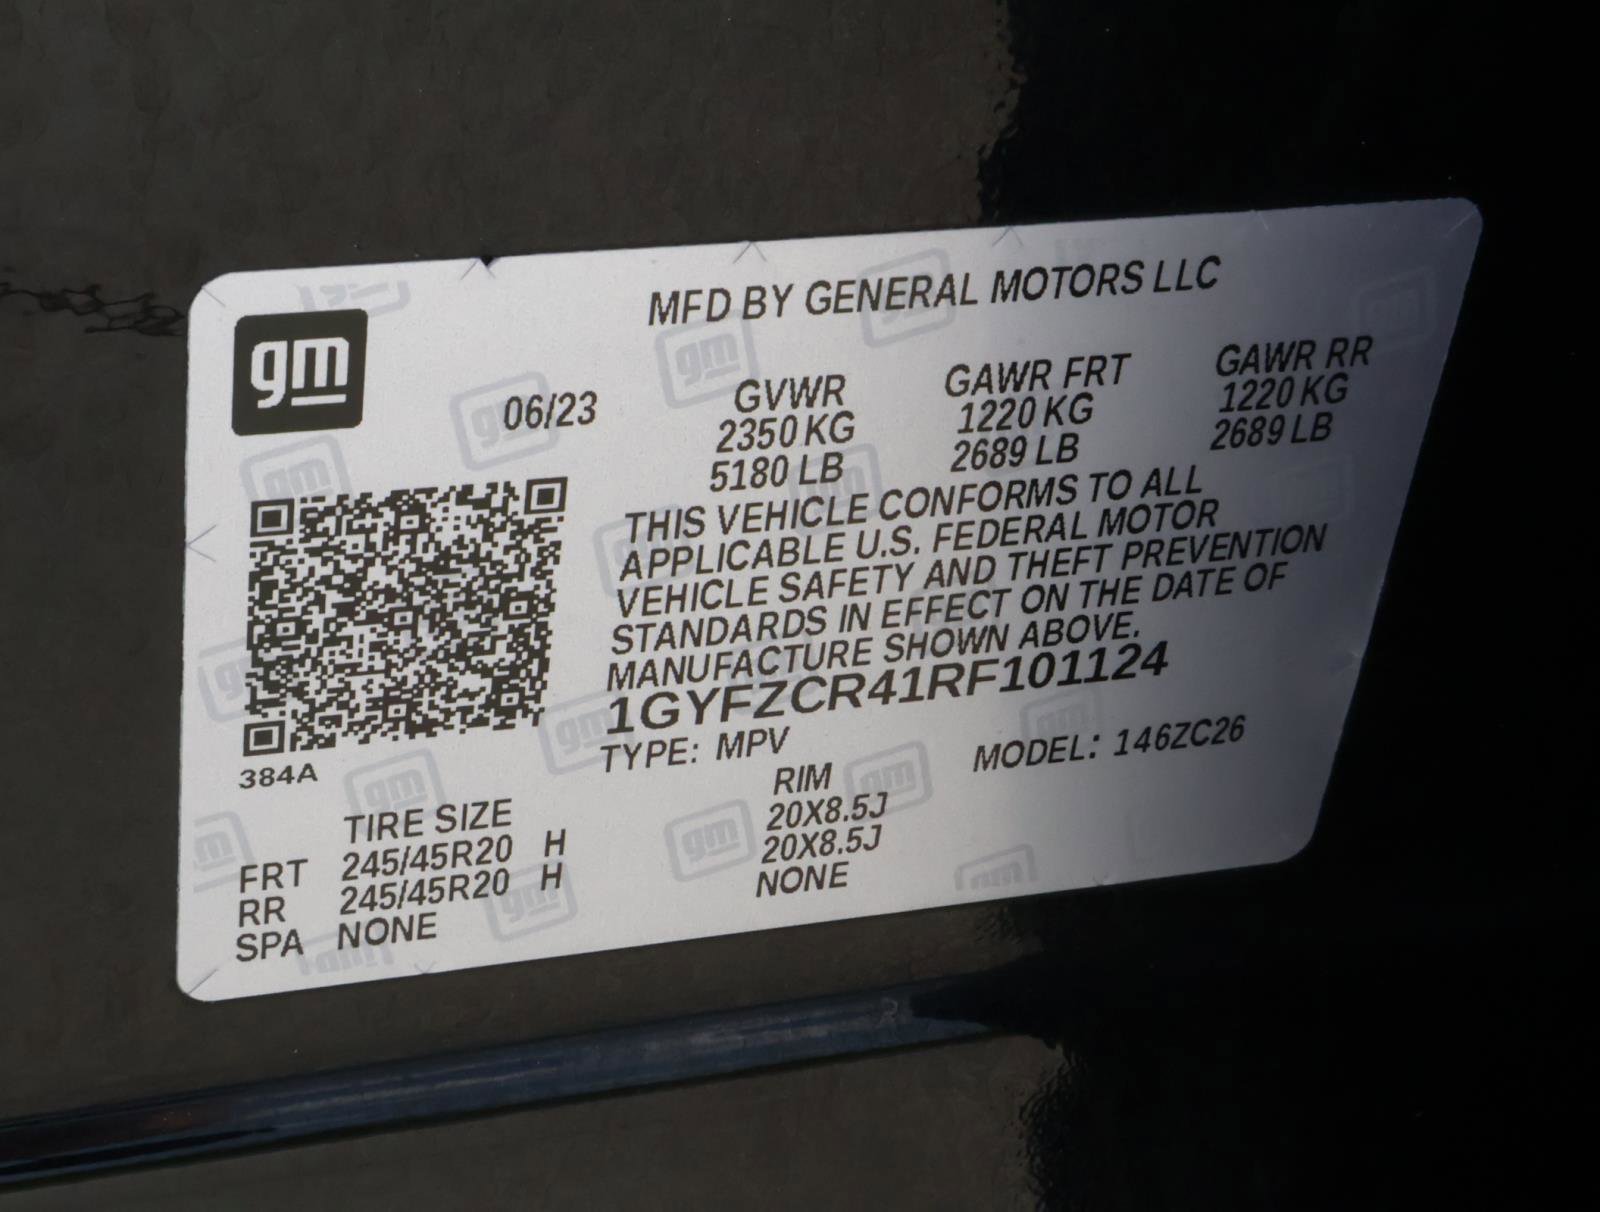 MFD BY GENERAL MOTORS LLC
gm
06/23
GVWR GAWR FRT GAWR RR
2350 KG 1220 KG 1220 KG
5180 LB 2689 LB 2689 LB
THIS VEHICLE CONFORMS TO ALL
APPLICABLE U.S. FEDERAL MOTOR
VEHICLE SAFETY AND THEFT PREVENTION
STANDARDS IN EFFECT ON THE DATE OF
MANUFACTURE SHOWN ABOVE.
1GYFZCR41RF101124
TYPE: MPV MODEL: 146ZC26
384A
TIRE SIZE RIM
FRT 245/45R20 H 20X8.5J
RR 245/45R20 H 20X8.5J
SPA NONE NONE